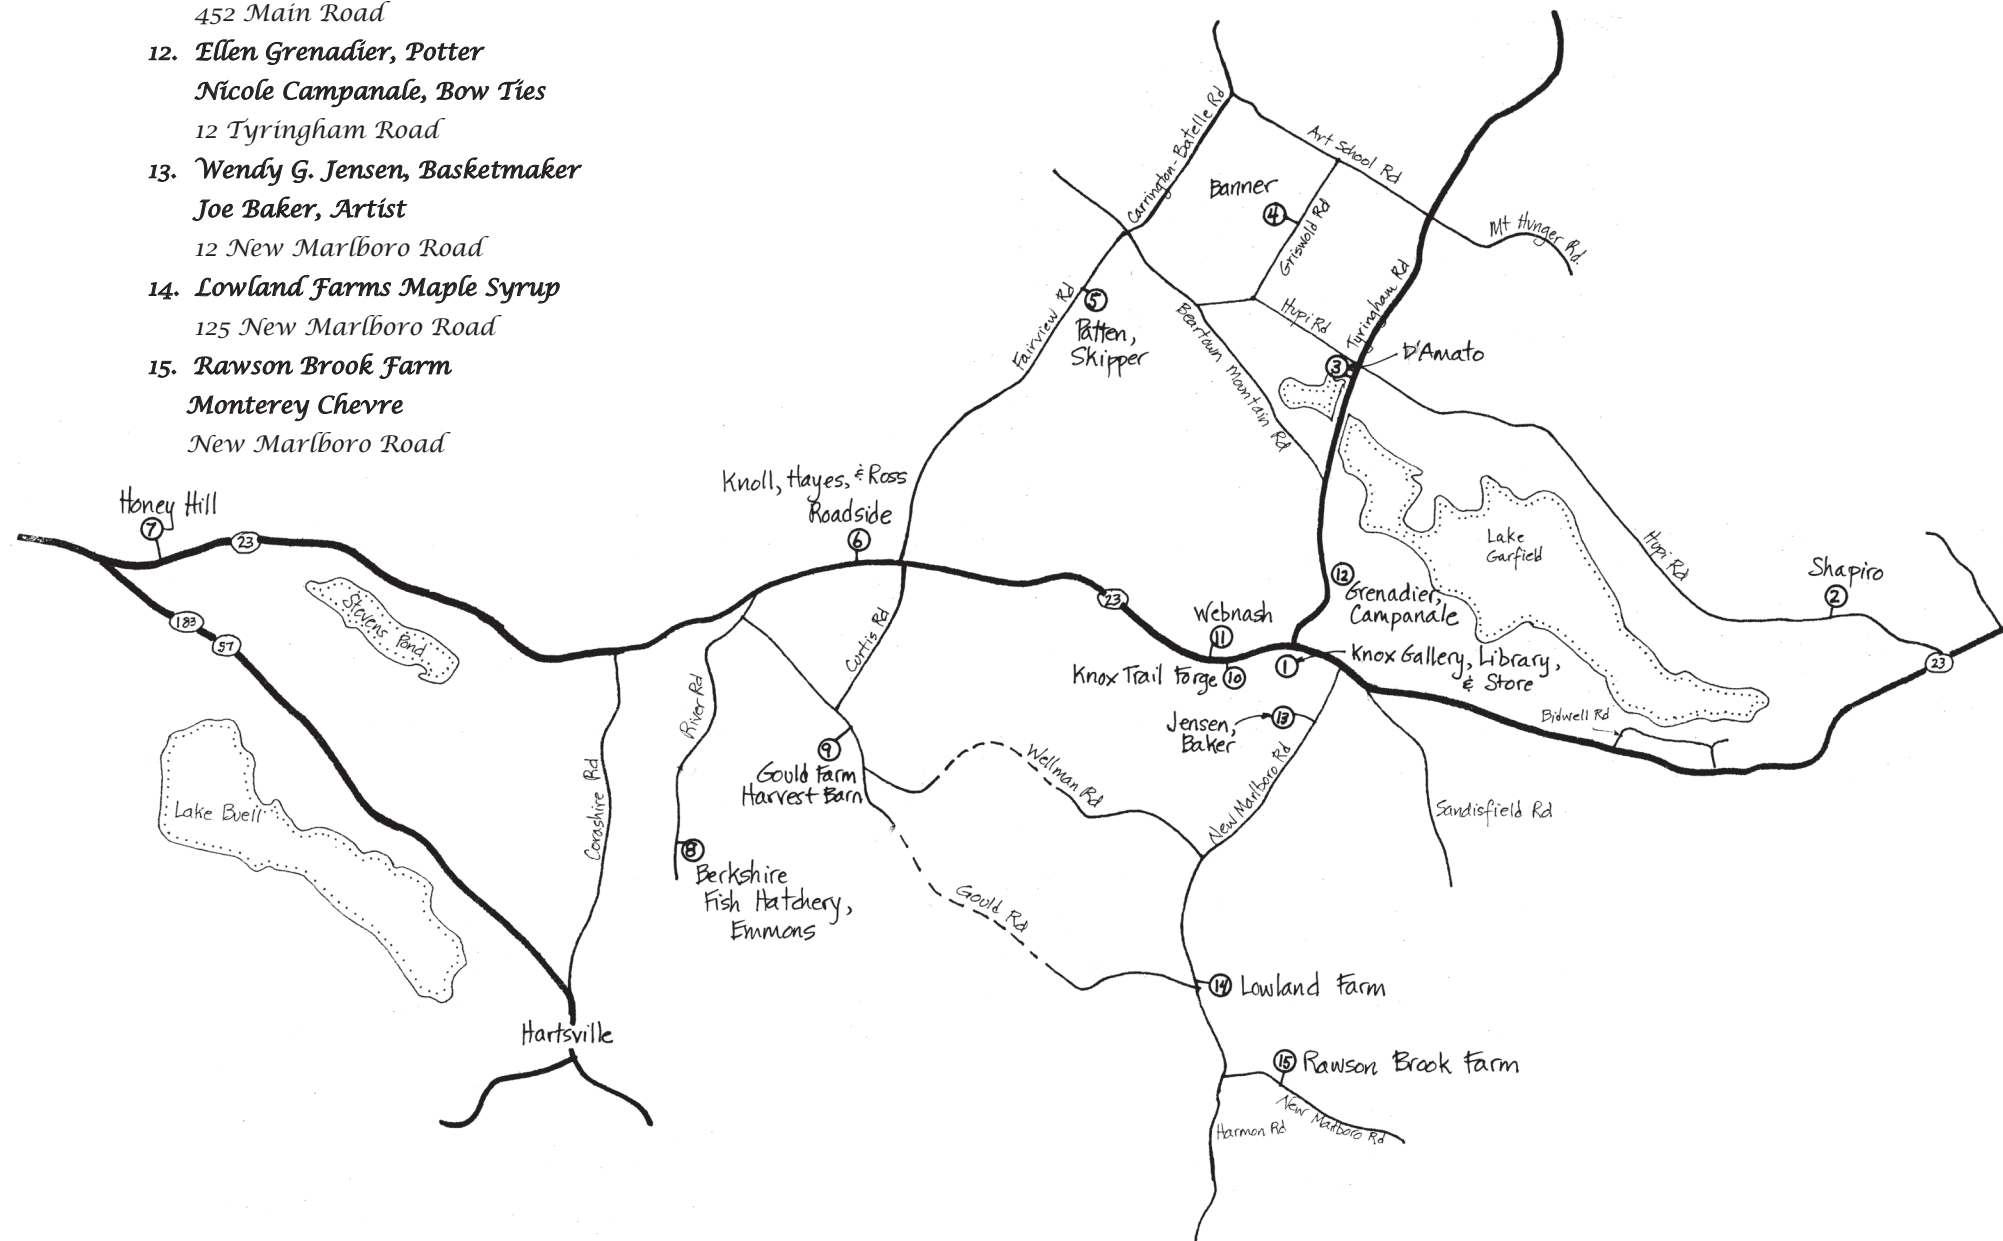 452 Main Road
12. Ellen Grenadier, Potter
Nicole Campanale, Bow Ties
12 Tyringham Road
13. Wendy G. Jensen, Basketmaker
Joe Baker, Artist
12 New Marlboro Road
14. Lowland Farms Maple Syrup
125 New Marlboro Road
15. Rawson Brook Farm
Monterey Chevre
New Marlboro Road
Carrington-Batelle Rd
Art School Rd
Banner
4
Griswold Rd
Mt Hunger Rd.
Tyringham Rd
Fairview Rd
5
Patten,
Skipper
Beartown Mountain Rd
Hupi Rd
3
D'Amato
Knoll, Hayes, & Ross
Roadside
6
Honey Hill
7
23
183
57
Stevens Pond
Lake Buell
Lake
Garfield
Hupi Rd
Shapiro
2
23
12
Grenadier,
Campanale
23
Webnash
11
Knox Trail Forge 10
1
Knox Gallery, Library,
& Store
Bidwell Rd
Curtis Rd
River Rd
Corashire Rd
9
Gould Farm
Harvest Barn
Wellman Rd
Jensen,
Baker
13
New Marlboro Rd
Sandisfield Rd
8
Berkshire
Fish Hatchery,
Emmons
Gould Rd
14 Lowland Farm
Hartsville
15 Rawson Brook Farm
New Marlboro Rd
Harmon Rd